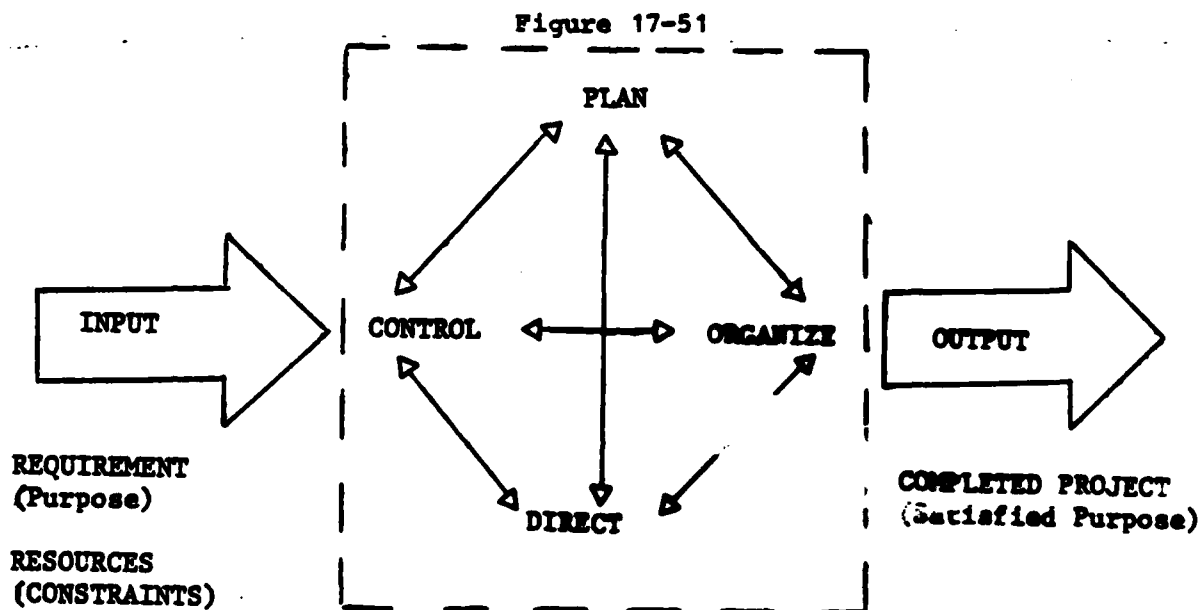 Figure 17-51
PLAN
INPUT
CONTROL
ORGANIZE
OUTPUT
DIRECT
REQUIREMENT
(Purpose)
RESOURCES
(CONSTRAINTS)
COMPLETED PROJECT
(Satisfied Purpose)